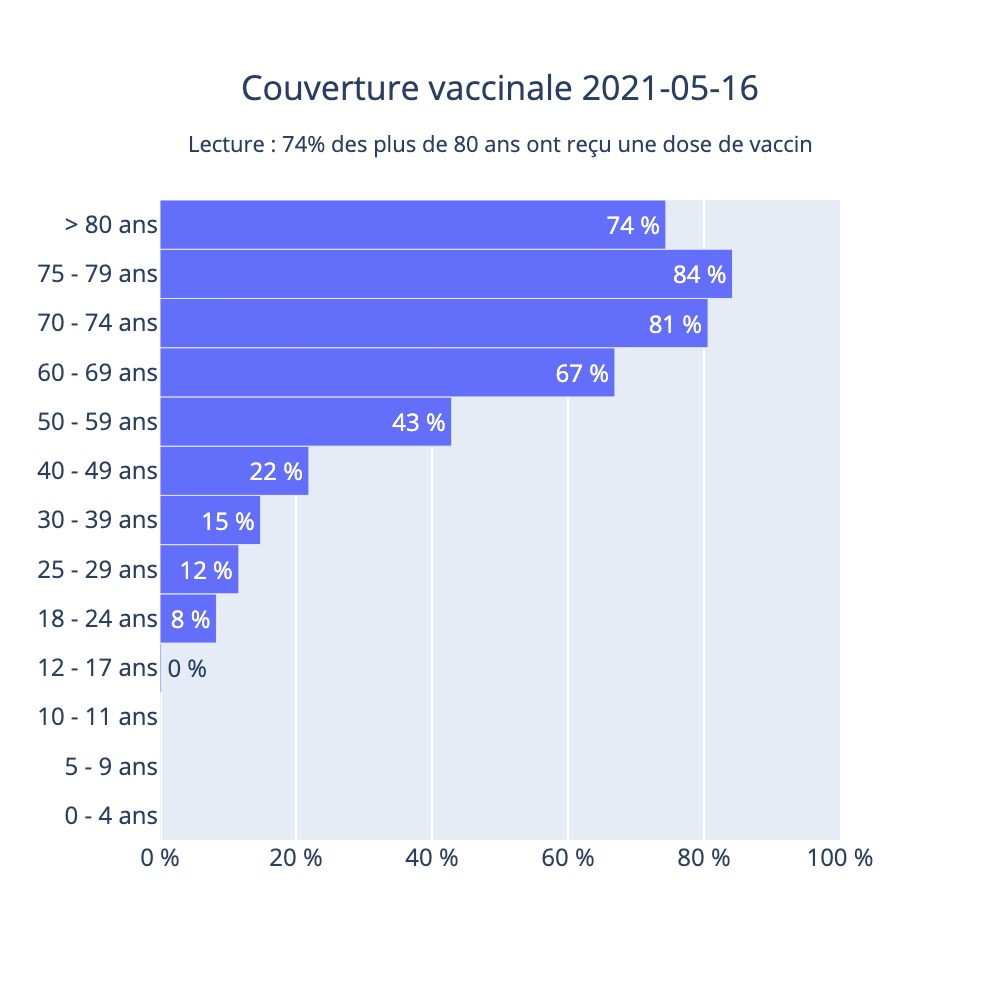 Couverture vaccinale 2021-05-16
Lecture : 74% des plus de 80 ans ont reçu une dose de vaccin
> 80 ans 74 %
75 - 79 ans 84 %
70 - 74 ans 81 %
60 - 69 ans 67 %
50 - 59 ans 43 %
40 - 49 ans 22 %
30 - 39 ans 15 %
25 - 29 ans 12 %
18 - 24 ans 8 %
12 - 17 ans 0 %
10 - 11 ans
5 - 9 ans
0 - 4 ans
0 % 20 % 40 % 60 % 80 % 100 %